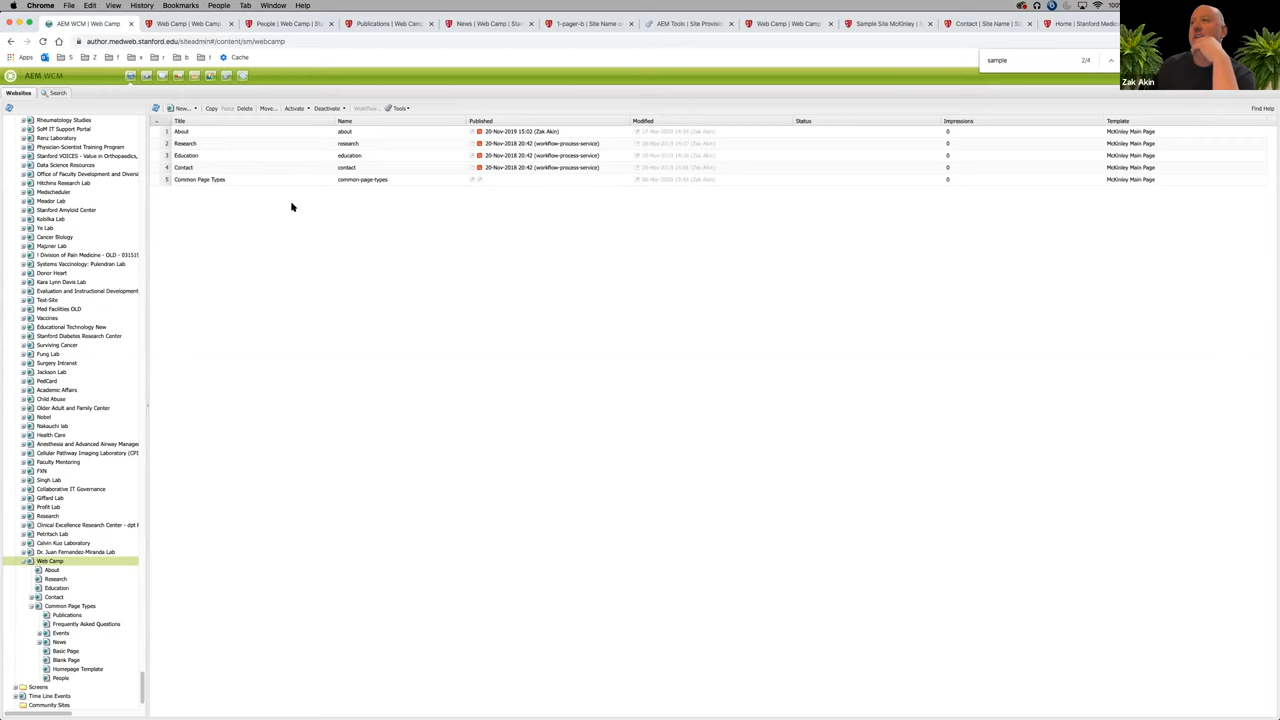 Chrome File Edit View History Bookmarks People Tab Window Help
AEM WCM | Web Camp
Web Camp | Web Camp
People | Web Camp | Sta
Publications | Web Camp
News | Web Camp | Stan
1-pager-b | Site Name o
AEM Tools | Site Provisio
Web Camp | Web Camp
Sample Site McKinley | S
Contact | Site Name | St
Home | Stanford Medic
author.medweb.stanford.edu/siteadmin#/content/sm/webcamp
Apps S Z f x r b t Cache
sample 2/4
Zak Akin
AEM WCM
Websites Search
New... Copy Paste Delete Move... Activate Deactivate Workflow... Tools Find Help
Title Name Published Modified Status Impressions Template
1 About about 20-Nov-2019 15:02 (Zak Akin) 0 McKinley Main Page
2 Research research 20-Nov-2018 20:42 (workflow-process-service) 0 McKinley Main Page
3 Education education 20-Nov-2018 20:42 (workflow-process-service) 0 McKinley Main Page
4 Contact contact 20-Nov-2018 20:42 (workflow-process-service) 0 McKinley Main Page
5 Common Page Types common-page-types 0 McKinley Main Page
Rheumatology Studies
SoM IT Support Portal
Renz Laboratory
Physician-Scientist Training Program
Stanford VOICES - Value in Orthopaedics,
Data Science Resources
Office of Faculty Development and Diversi
Hitchins Research Lab
Medscheduler
Meador Lab
Stanford Amyloid Center
Kobilka Lab
Ye Lab
Cancer Biology
Majzner Lab
! Division of Pain Medicine - OLD - 031519
Systems Vaccinology: Pulendran Lab
Donor Heart
Kara Lynn Davis Lab
Evaluation and Instructional Development
Test-Site
Med Facilities OLD
Vaccines
Educational Technology New
Stanford Diabetes Research Center
Surviving Cancer
Fung Lab
Surgery Intranet
Jackson Lab
PedCard
Academic Affairs
Child Abuse
Older Adult and Family Center
Nobel
Nakauchi lab
Health Care
Anesthesia and Advanced Airway Manager
Cellular Pathway Imaging Laboratory (CPI
Faculty Mentoring
FXN
Singh Lab
Collaborative IT Governance
Giffard Lab
Profit Lab
Research
Clinical Excellence Research Center - dpt
Petritsch Lab
Calvin Kuo Laboratory
Dr. Juan Fernandez-Miranda Lab
Web Camp
About
Research
Education
Contact
Common Page Types
Publications
Frequently Asked Questions
Events
News
Basic Page
Blank Page
Homepage Template
People
Screens
Time Line Events
Community Sites